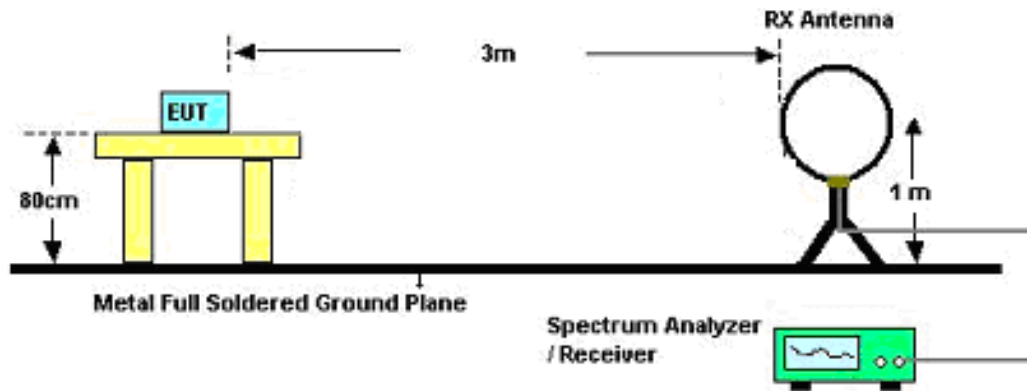 RX Antenna
3m
EUT
80cm
1 m
Metal Full Soldered Ground Plane
Spectrum Analyzer
/ Receiver